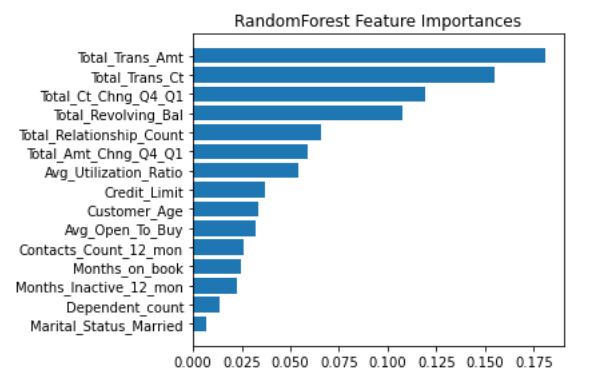 RandomForest Feature Importances
Total_Trans_Amt
Total_Trans_Ct
Total_Ct_Chng_Q4_Q1
Total_Revolving_Bal
Total_Relationship_Count
Total_Amt_Chng_Q4_Q1
Avg_Utilization_Ratio
Credit_Limit
Customer_Age
Avg_Open_To_Buy
Contacts_Count_12_mon
Months_on_book
Months_Inactive_12_mon
Dependent_count
Marital_Status_Married
0.000 0.025 0.050 0.075 0.100 0.125 0.150 0.175